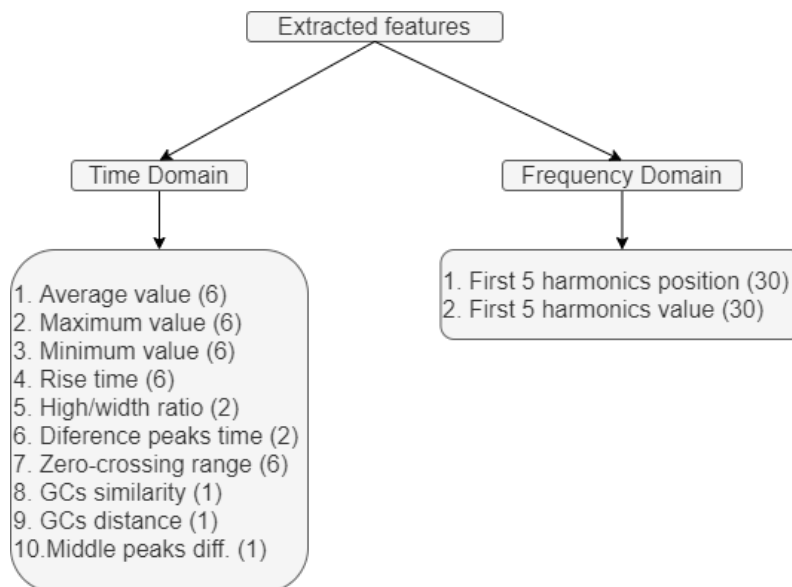 Extracted features
Time Domain
Frequency Domain
1. Average value (6)
2. Maximum value (6)
3. Minimum value (6)
4. Rise time (6)
5. High/width ratio (2)
6. Diference peaks time (2)
7. Zero-crossing range (6)
8. GCs similarity (1)
9. GCs distance (1)
10.Middle peaks diff. (1)
1. First 5 harmonics position (30)
2. First 5 harmonics value (30)